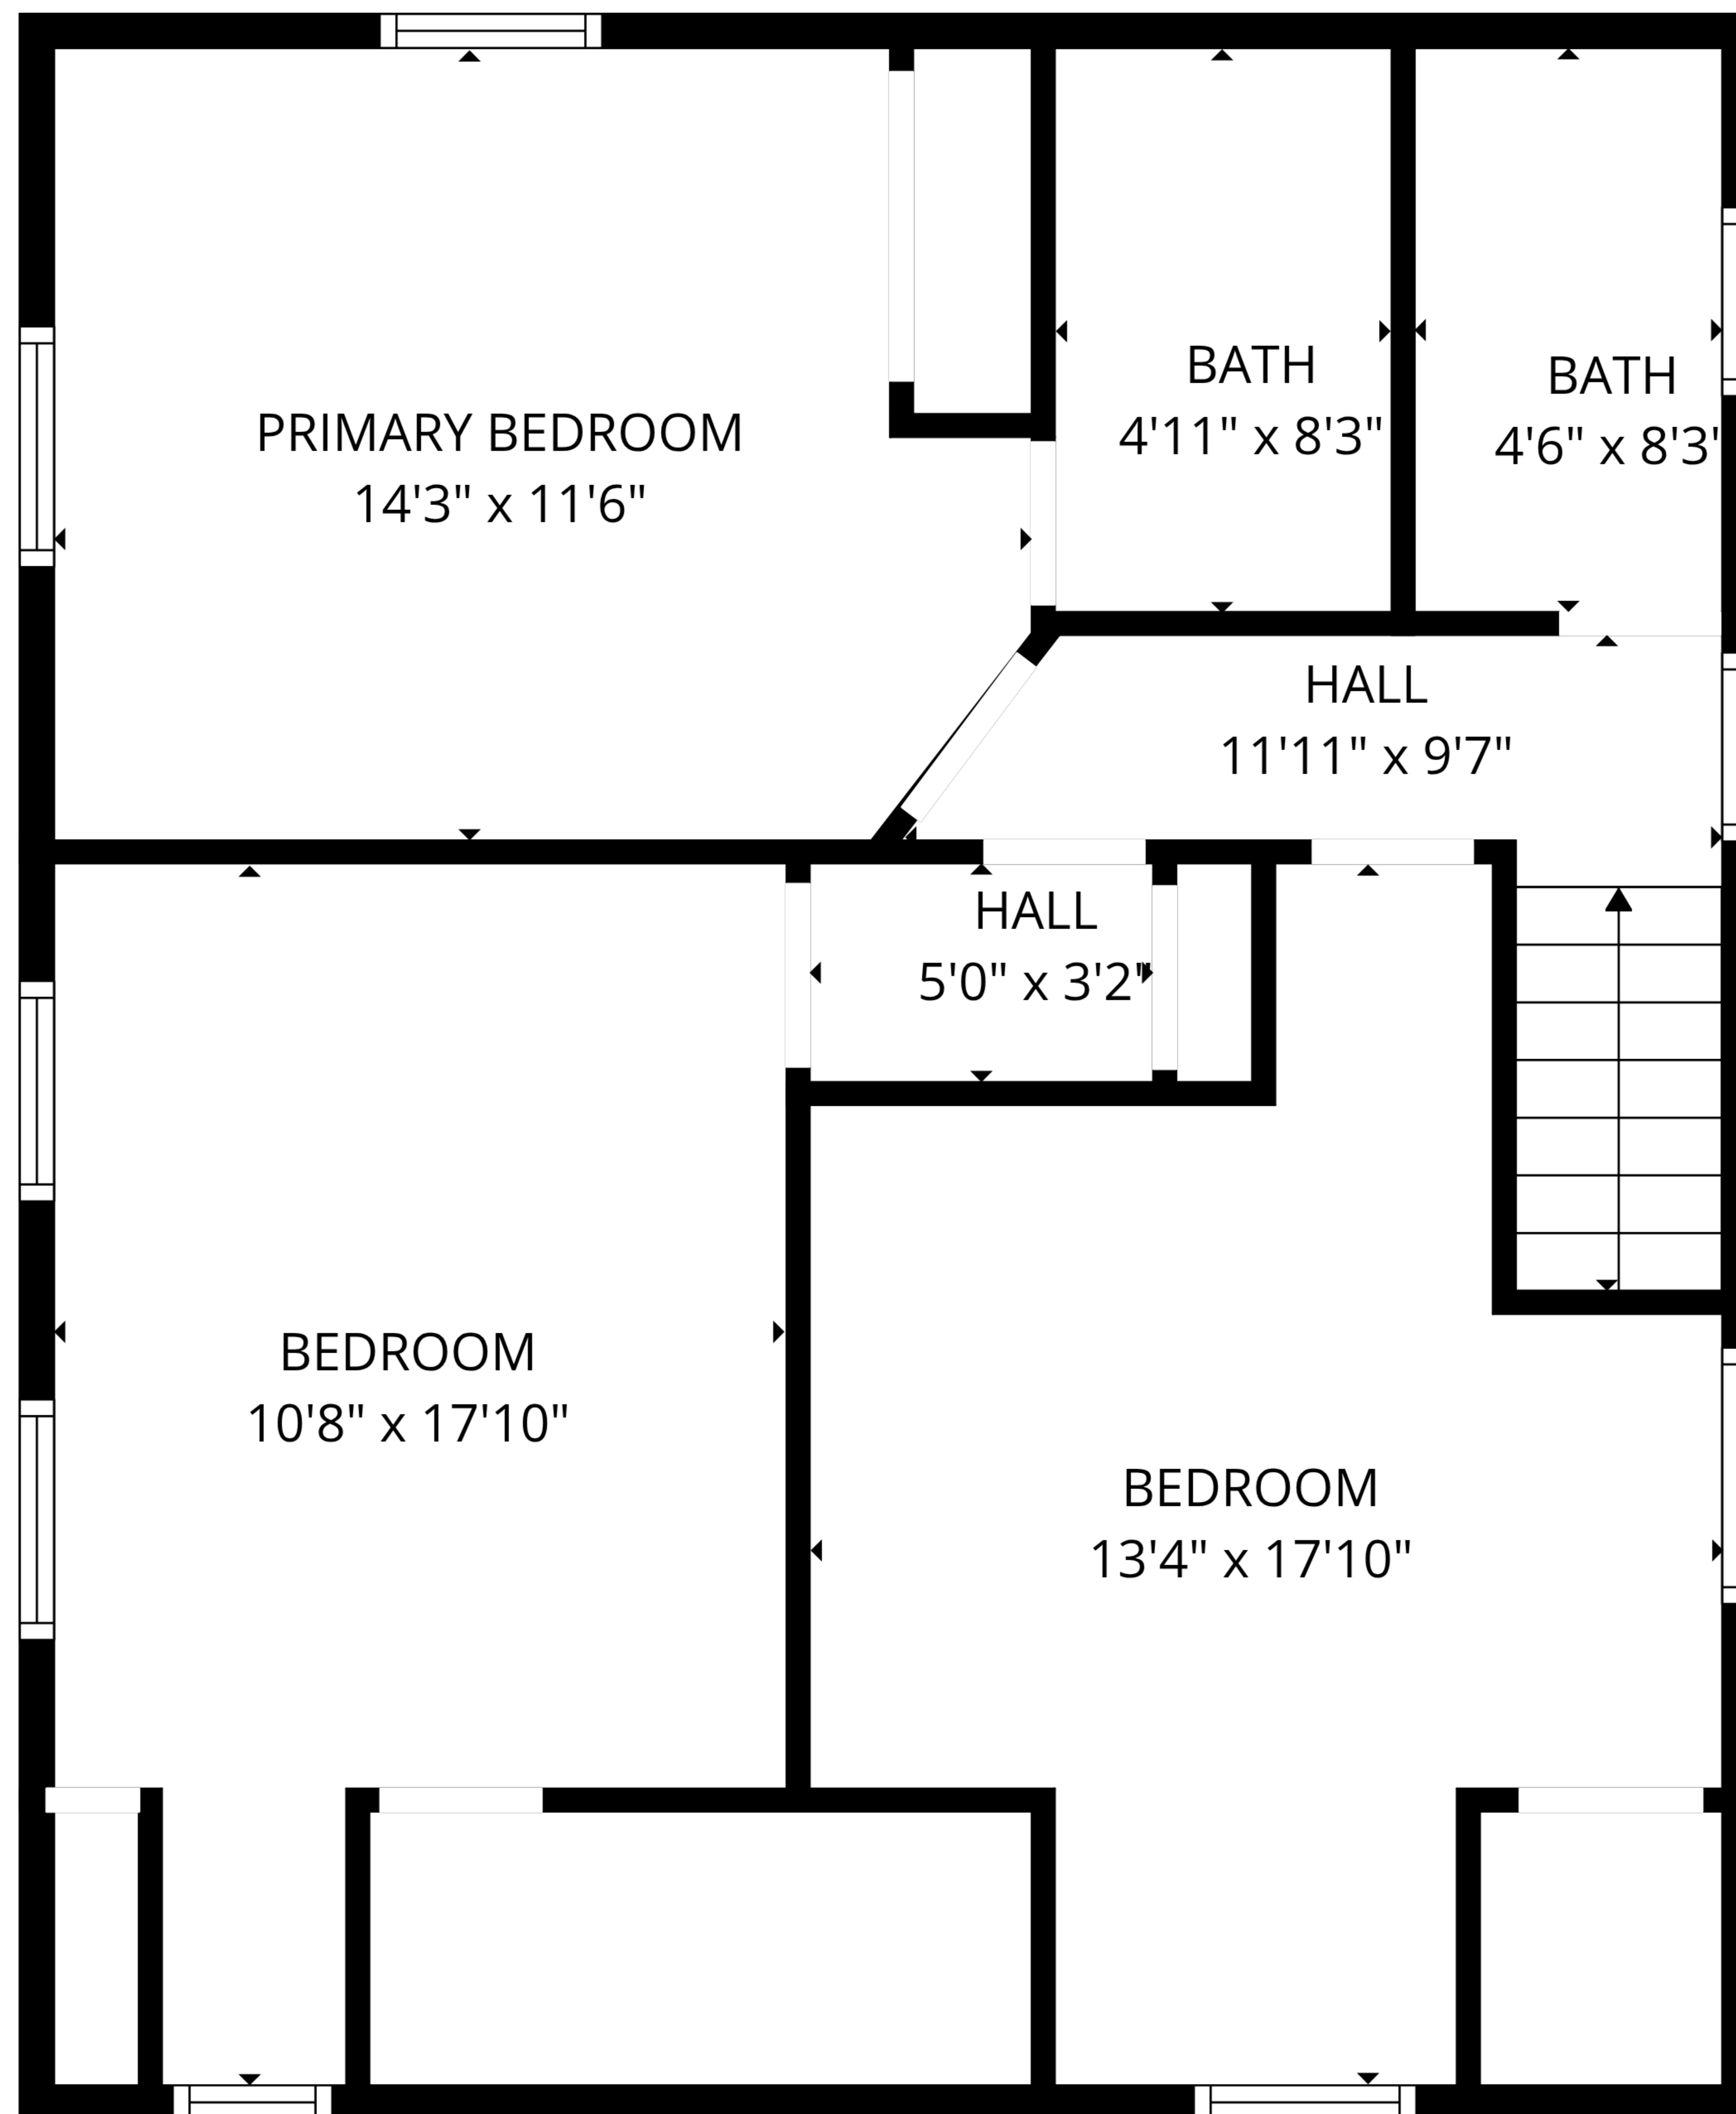 PRIMARY BEDROOM
14'3" x 11'6"
BATH
4'11" x 8'3"
BATH
4'6" x 8'3'
HALL
11'11" x 9'7"
HALL
5'0" x 3'2"
BEDROOM
10'8" x 17'10"
BEDROOM
13'4" x 17'10"